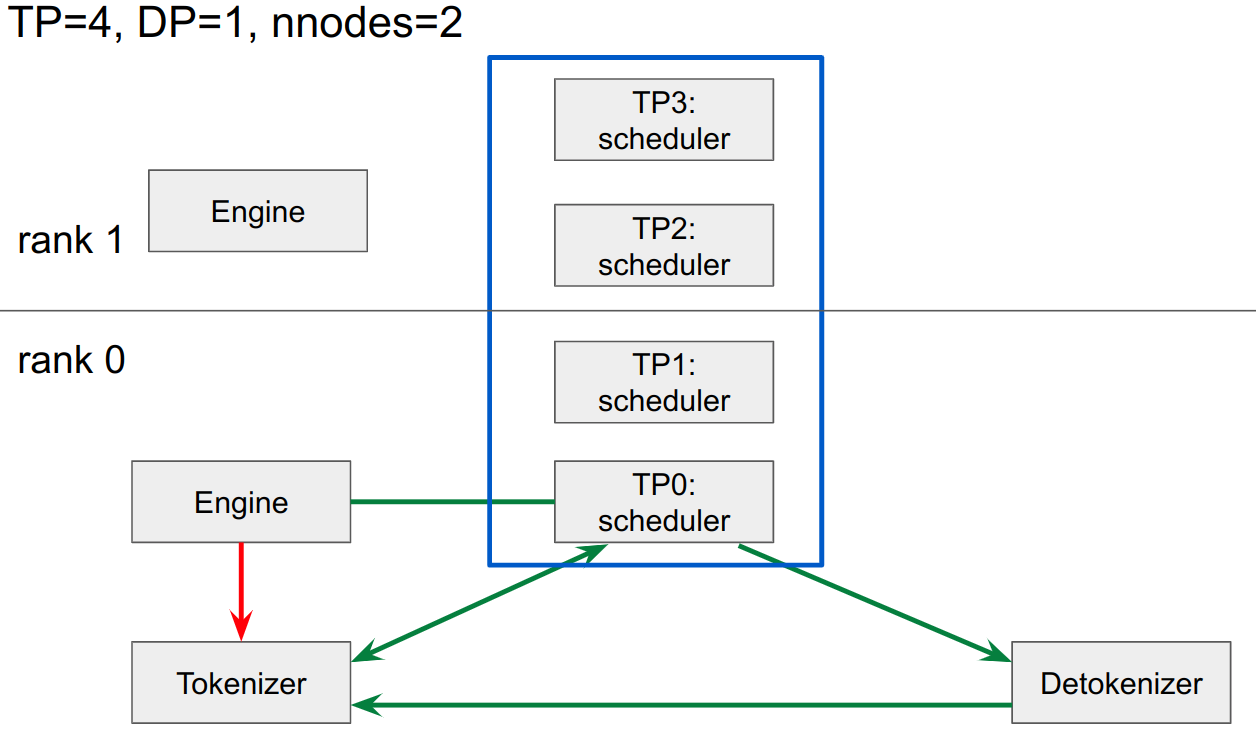 TP=4, DP=1, nnodes=2
TP3:
scheduler
Engine
TP2:
scheduler
rank 1
rank 0
TP1:
scheduler
Engine
TP0:
scheduler
Tokenizer
Detokenizer